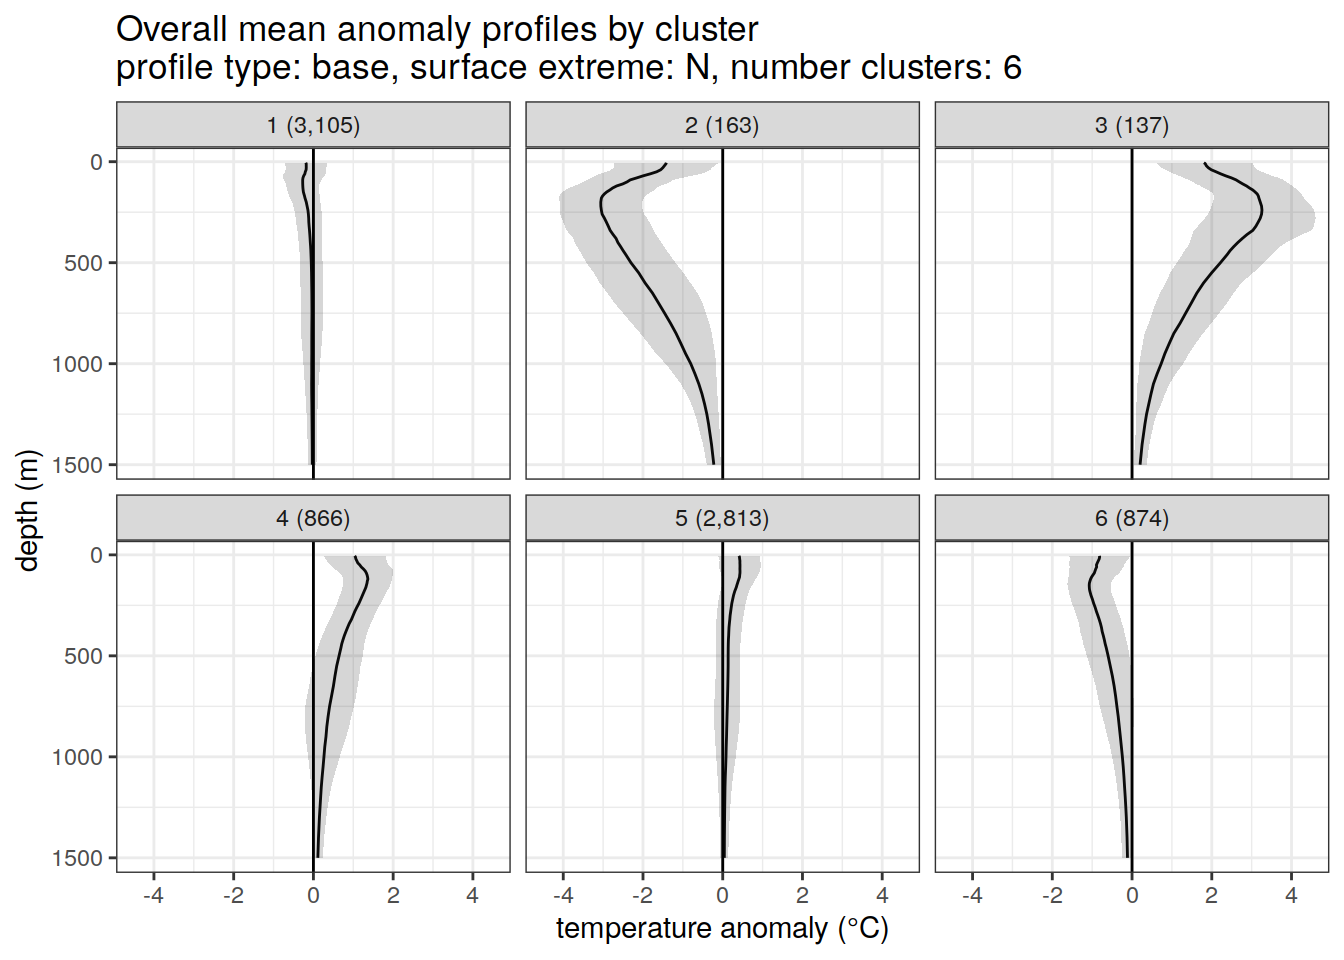 Overall mean anomaly profiles by cluster
profile type: base, surface extreme: N, number clusters: 6
1 (3,105)
2 (163)
3 (137)
0
500
1000
1500
4 (866)
5 (2,813)
6 (874)
0
500
1000
1500
-4 -2 0 2 4
-4 -2 0 2 4
-4 -2 0 2 4
temperature anomaly (°C)
depth (m)